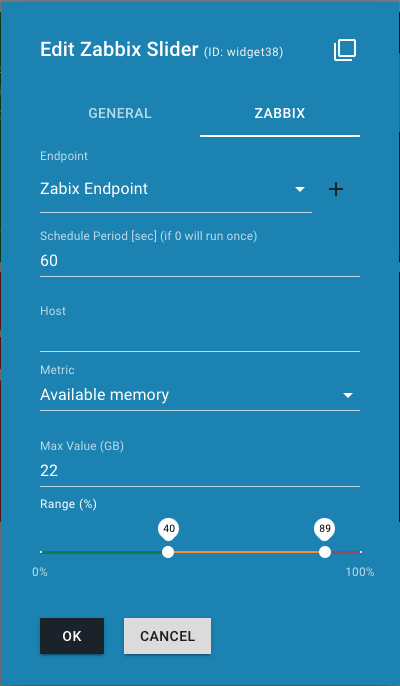 Edit Zabbix Slider (ID: widget38)
GENERAL ZABBIX
Endpoint
Zabix Endpoint
Schedule Period [sec] (if 0 will run once)
60
Host
Metric
Available memory
Max Value (GB)
22
Range (%)
40 89
0% 100%
OK CANCEL